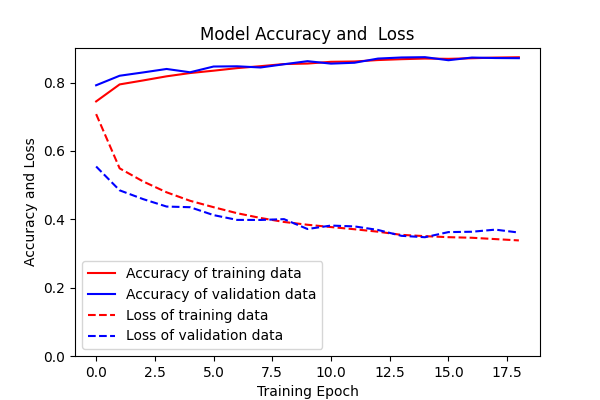 Model Accuracy and  Loss
Accuracy and Loss
0.8
0.6
0.4
0.2
0.0
Accuracy of training data
Accuracy of validation data
Loss of training data
Loss of validation data
0.0 2.5 5.0 7.5 10.0 12.5 15.0 17.5
Training Epoch